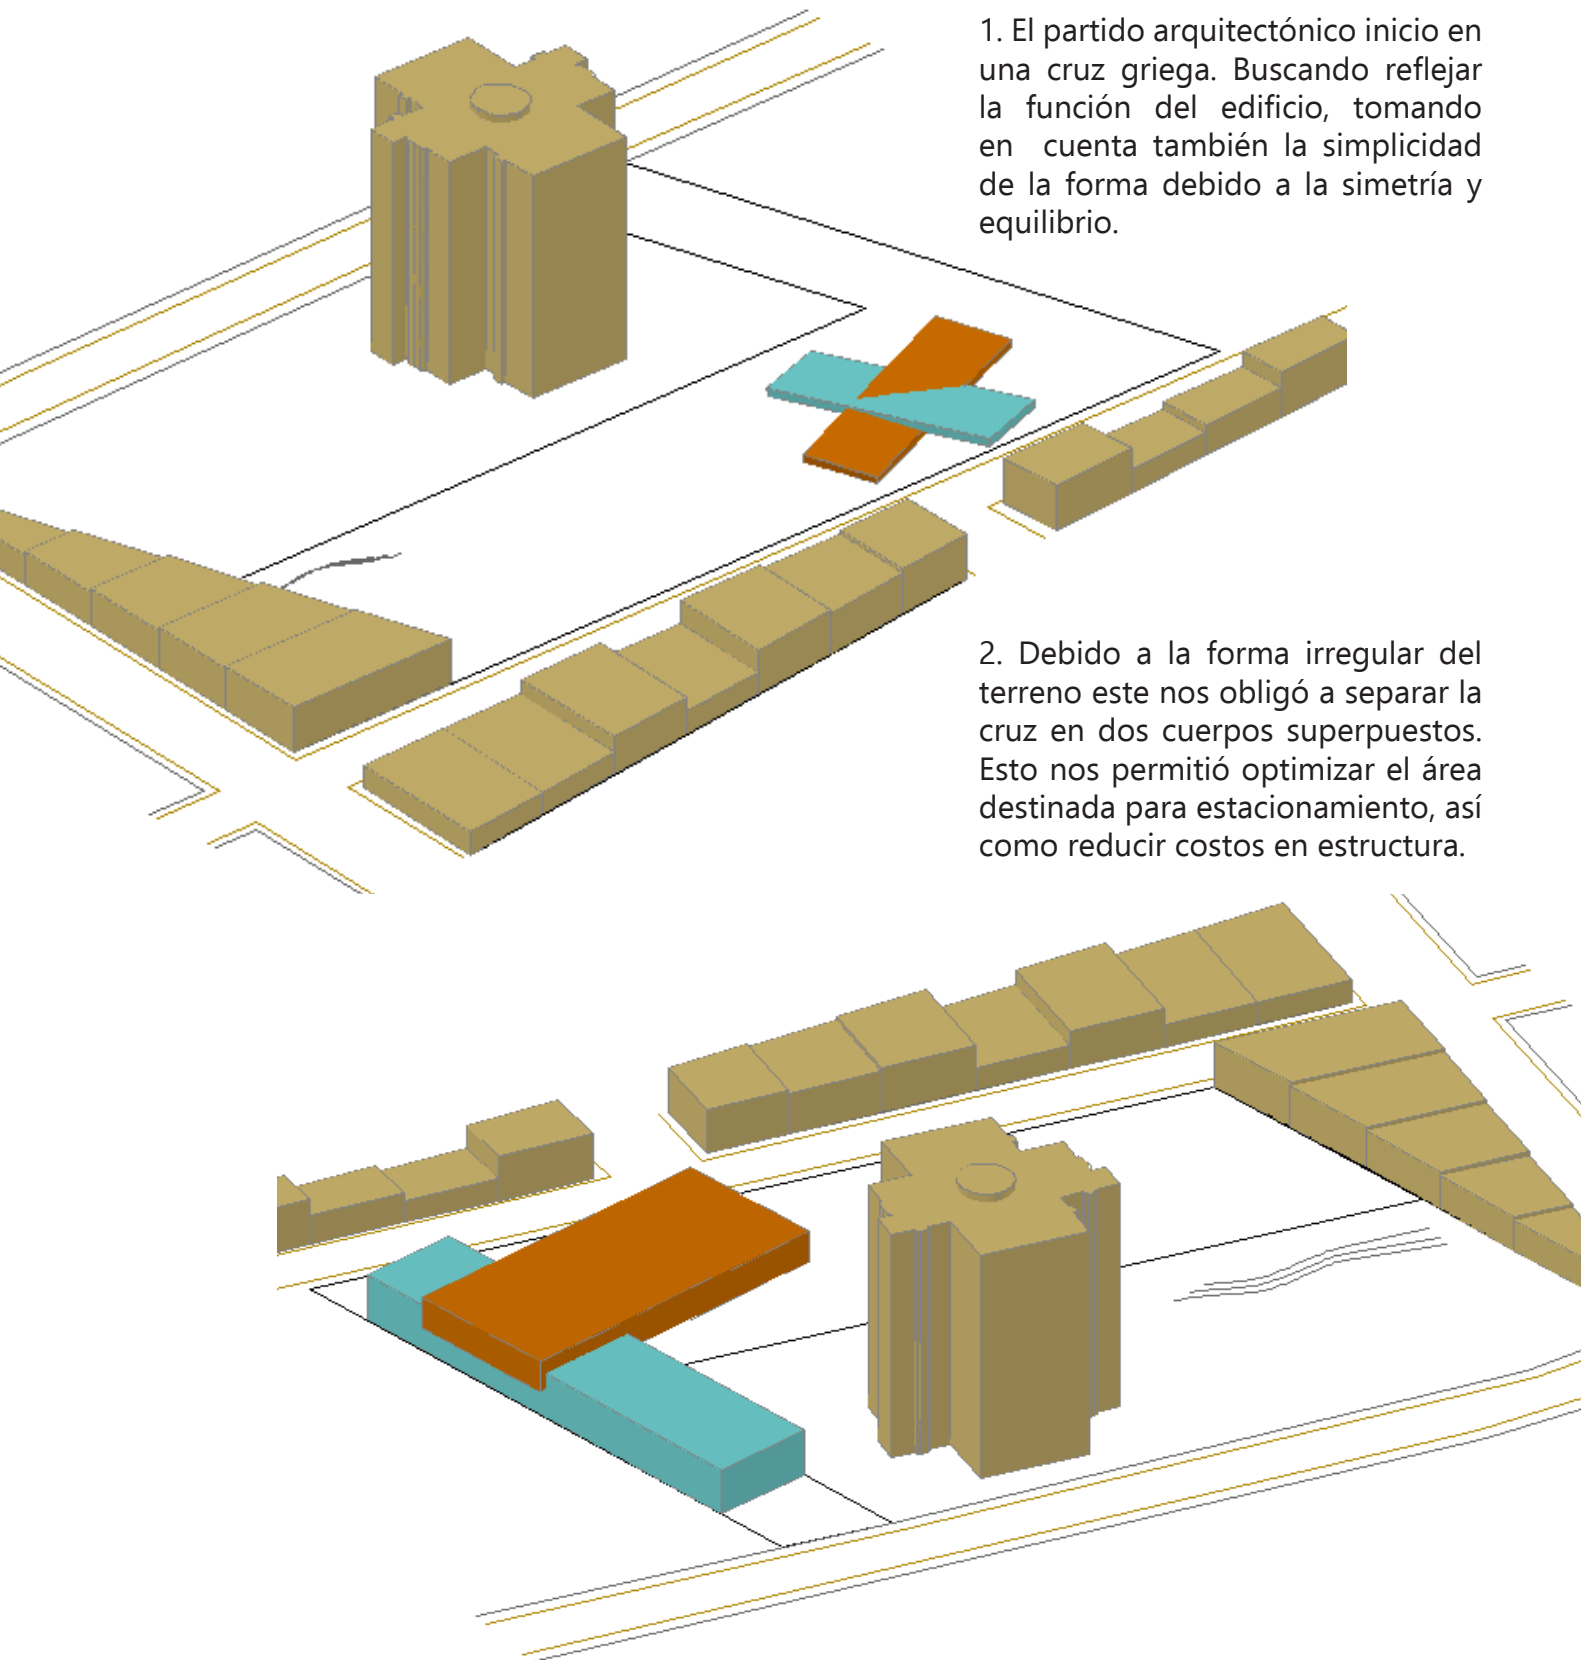 1. El partido arquitectónico inicio en
una cruz griega. Buscando reflejar
la función del edificio, tomando
en cuenta también la simplicidad
de la forma debido a la simetría y
equilibrio.
2. Debido a la forma irregular del
terreno este nos obligó a separar la
cruz en dos cuerpos superpuestos.
Esto nos permitió optimizar el área
destinada para estacionamiento, así
como reducir costos en estructura.